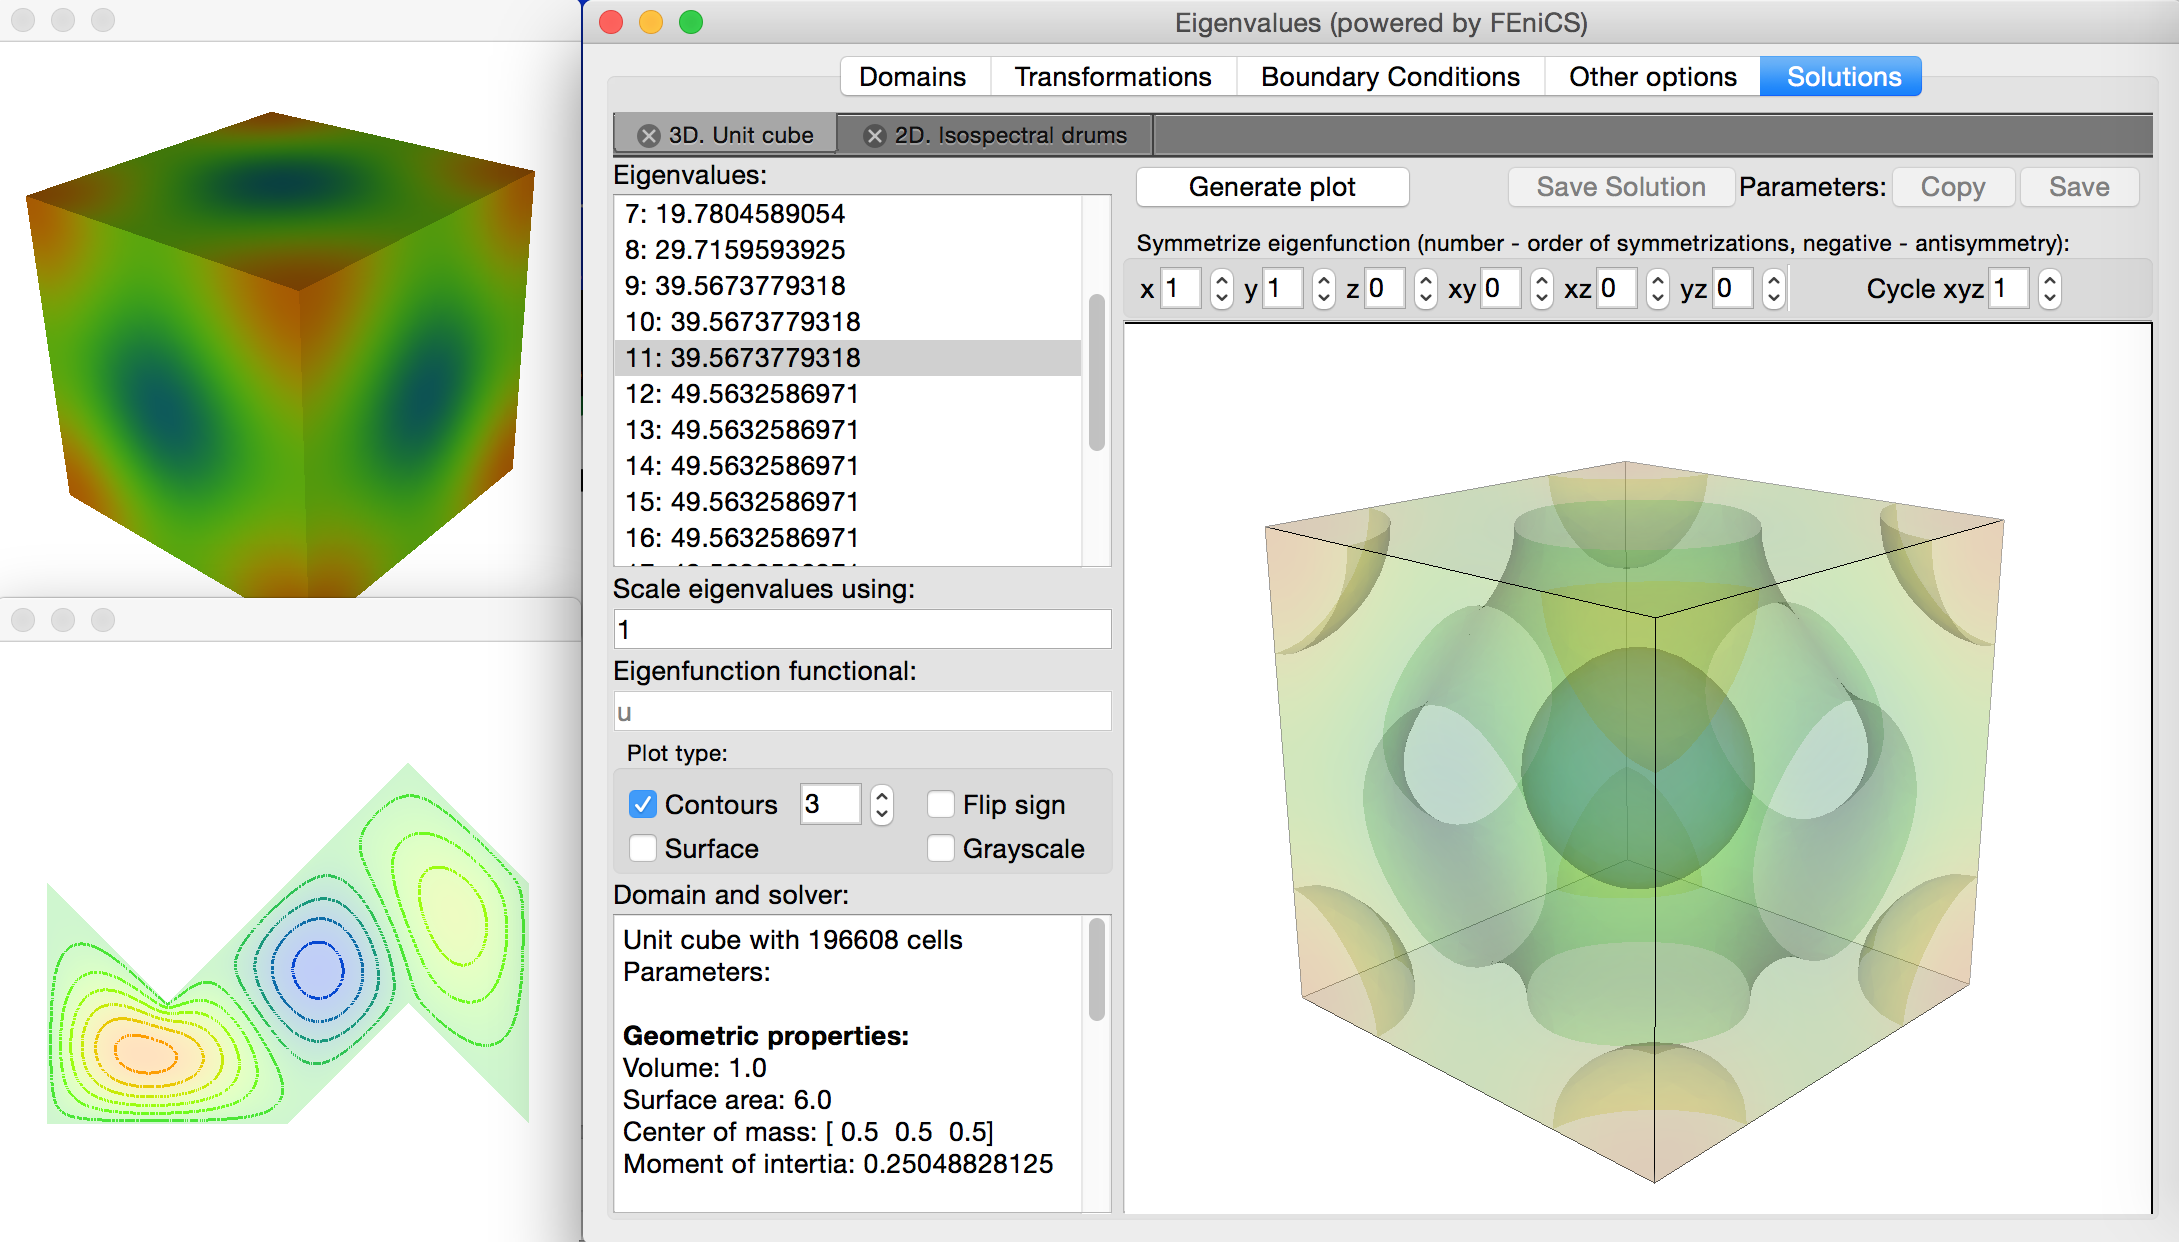 Eigenvalues (powered by FEniCS)
Domains Transformations Boundary Conditions Other options Solutions
3D. Unit cube 2D. Isospectral drums
Eigenvalues:
7: 19.7804589054
8: 29.7159593925
9: 39.5673779318
10: 39.5673779318
11: 39.5673779318
12: 49.5632586971
13: 49.5632586971
14: 49.5632586971
15: 49.5632586971
16: 49.5632586971
Scale eigenvalues using:
1
Eigenfunction functional:
u
Plot type:
Contours 3 Flip sign
Surface Grayscale
Domain and solver:
Unit cube with 196608 cells
Parameters:
Geometric properties:
Volume: 1.0
Surface area: 6.0
Center of mass: [ 0.5 0.5 0.5]
Moment of intertia: 0.25048828125
Generate plot Save Solution Parameters: Copy Save
Symmetrize eigenfunction (number - order of symmetrizations, negative - antisymmetry):
x 1 y 1 z 0 xy 0 xz 0 yz 0 Cycle xyz 1